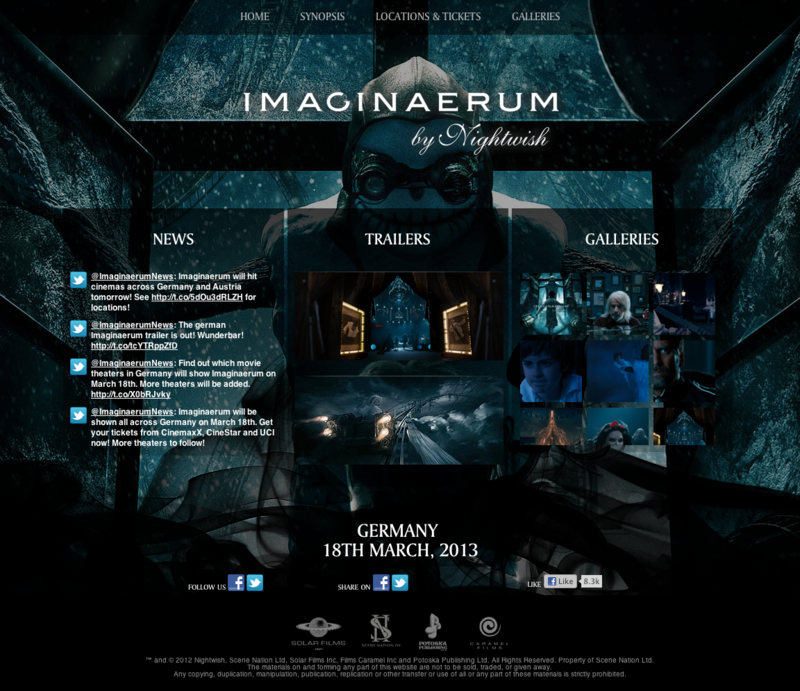 HOME SYNOPSIS LOCATIONS & TICKETS GALLERIES
IMAGINAERUM
by Nightwish
NEWS
@ImaginaerumNews: Imaginaerum will hit
cinemas across Germany and Austria
tomorrow! See http://t.co/5dOu3dRLZH for
locations!
@ImaginaerumNews: The german
Imaginaerum trailer is out! Wunderbar!
http://t.co/tcYTRppZfD
@ImaginaerumNews: Find out which movie
theaters in Germany will show Imaginaerum on
March 18th. More theaters will be added.
http://t.co/X0bRJvky
@ImaginaerumNews: Imaginaerum will be
shown all across Germany on March 18th. Get
your tickets from CinemaxX, CineStar and UCI
now! More theaters to follow!
TRAILERS
GALLERIES
GERMANY
18TH MARCH, 2013
FOLLOW US
SHARE ON
LIKE Like 8.3k
SOLAR FILMS
SCENE NATION OY
POTOSKA
PUBLISHING
CARAMEL
FILMS
™ and © 2012 Nightwish, Scene Nation Ltd, Solar Films Inc, Films Caramel Inc and Potoska Publishing Ltd. All Rights Reserved. Property of Scene Nation Ltd.
The materials on and forming any part of this website are not to be sold, traded, or given away.
Any copying, duplication, manipulation, publication, replication or other transfer or use of all or any part of these materials is strictly prohibited.